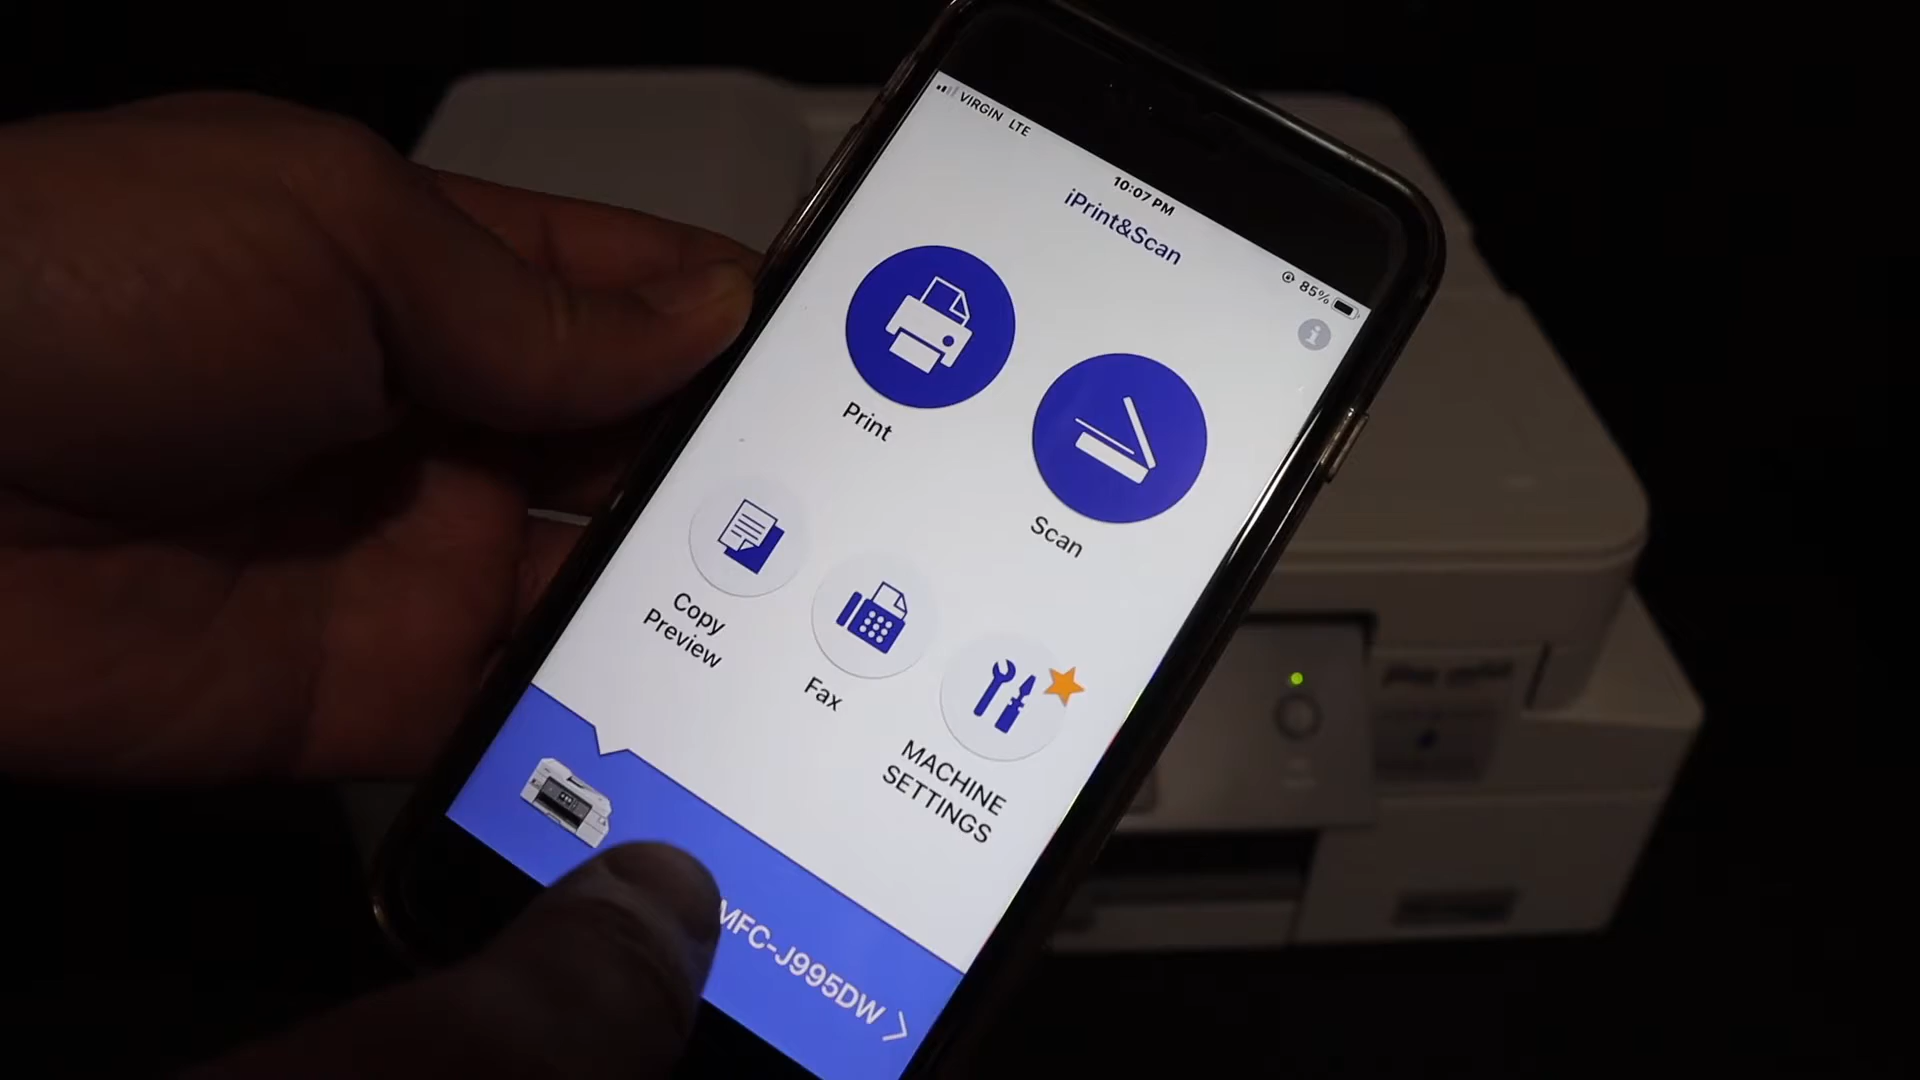 VIRGIN LTE
10:07 PM
85%
iPrint&Scan
Print
Scan
Copy
Preview
Fax
MACHINE
SETTINGS
MFC-J995DW